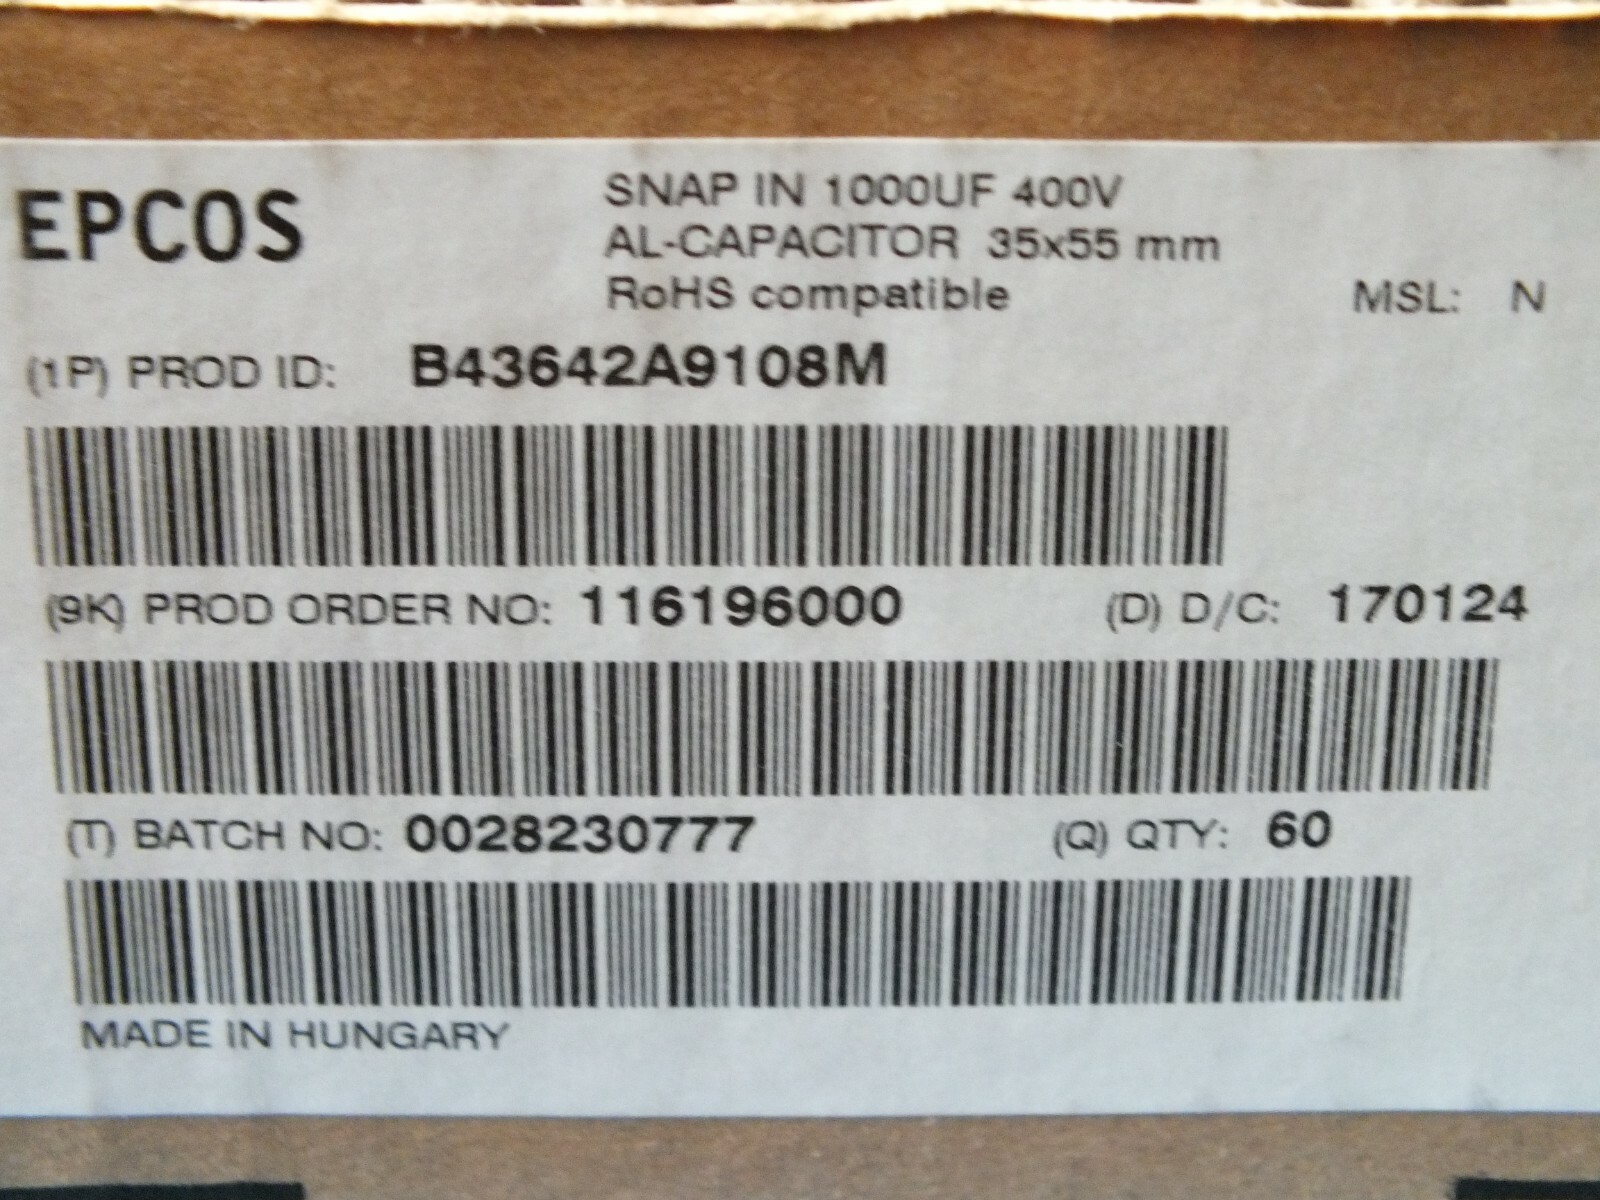 EPCOS
SNAP IN 1000UF 400V
AL-CAPACITOR 35x55 mm
RoHS compatible
MSL: N
(1P) PROD ID: B43642A9108M
(9K) PROD ORDER NO: 116196000 (D) D/C: 170124
(T) BATCH NO: 0028230777 (Q) QTY: 60
MADE IN HUNGARY